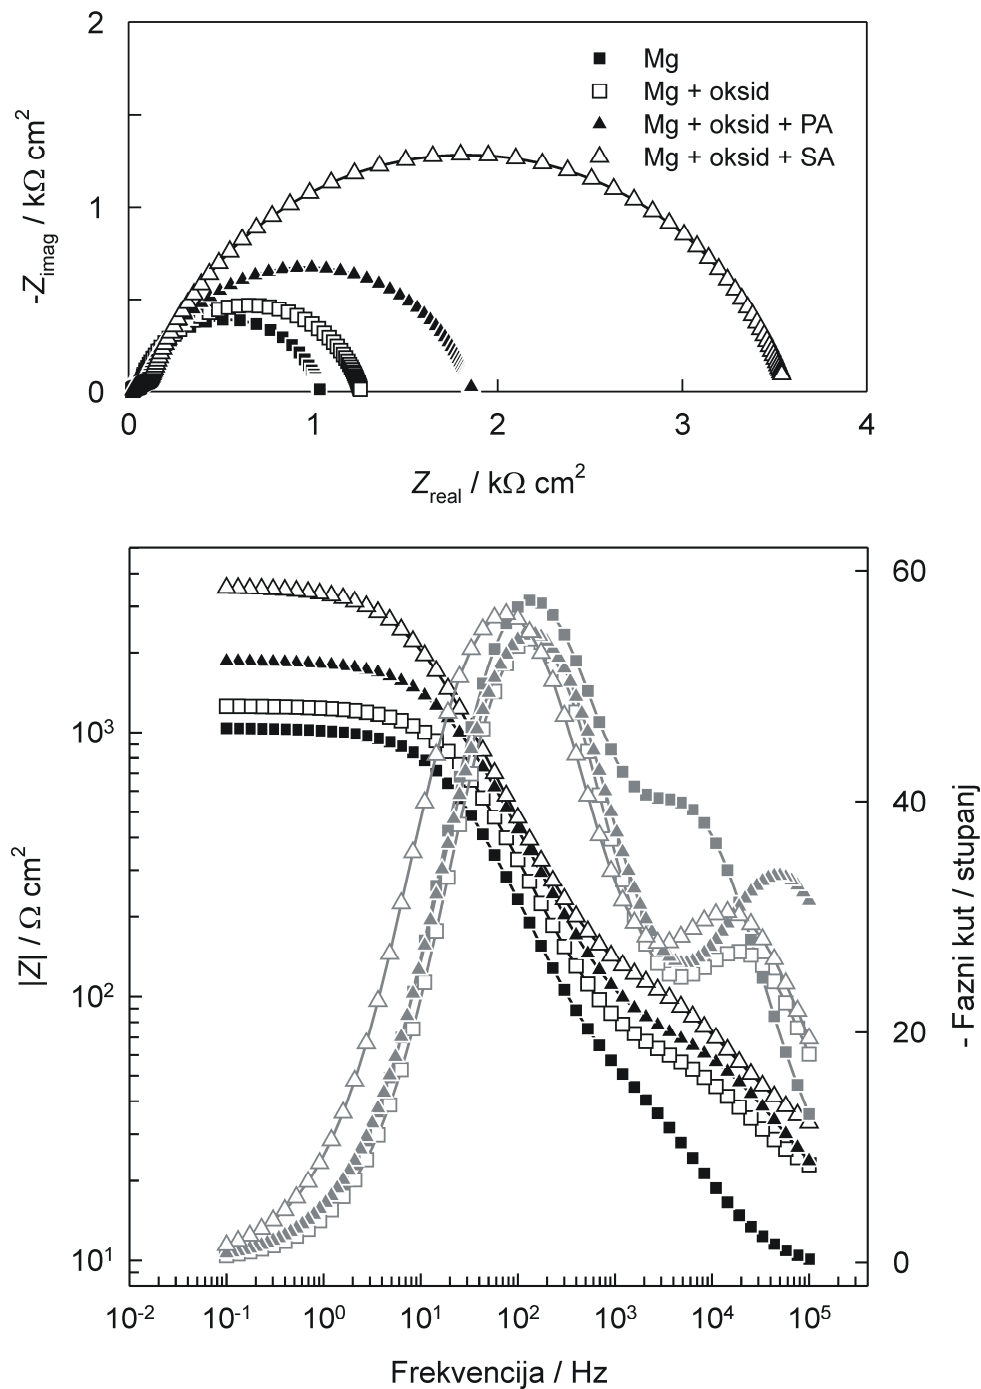 2
1
0
-Zimag / kΩ cm2
Mg
Mg + oksid
Mg + oksid + PA
Mg + oksid + SA
0 1 2 3 4
Zreal / kΩ cm2
103
102
101
|Z| / Ω cm2
60
40
20
0
- Fazni kut / stupanj
10-2 10-1 100 101 102 103 104 105
Frekvencija / Hz